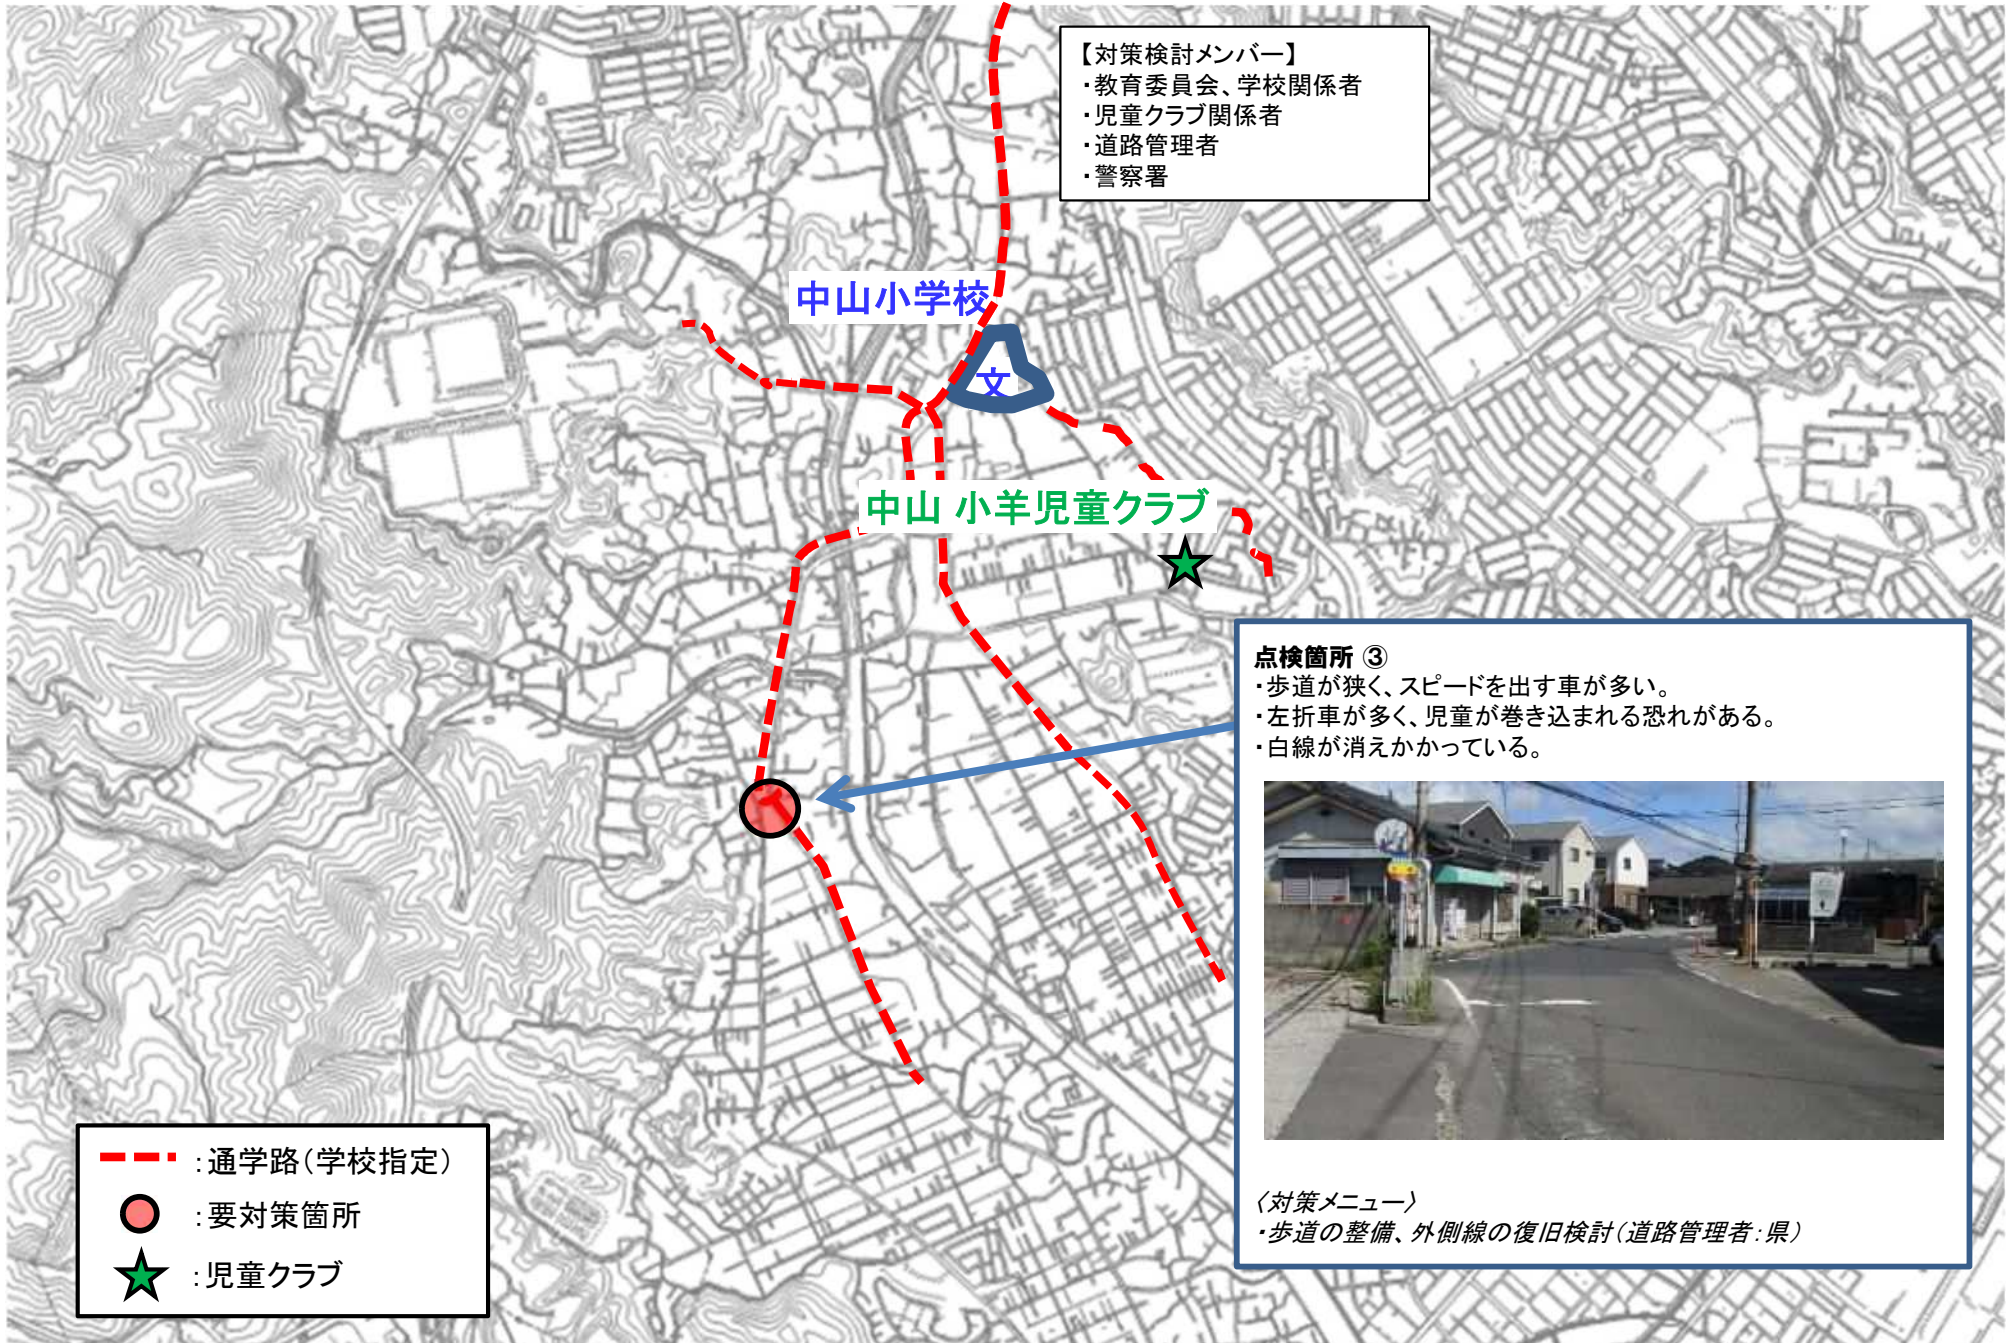 【対策検討メンバー】
・教育委員会、学校関係者
・児童クラブ関係者
・道路管理者
・警察署
中山小学校
文
中山 小羊児童クラブ
点検箇所 ③
・歩道が狭く、スピードを出す車が多い。
・左折車が多く、児童が巻き込まれる恐れがある。
・白線が消えかかっている。
〈対策メニュー〉
・歩道の整備、外側線の復旧検討(道路管理者:県)
:通学路(学校指定)
:要対策箇所
:児童クラブ